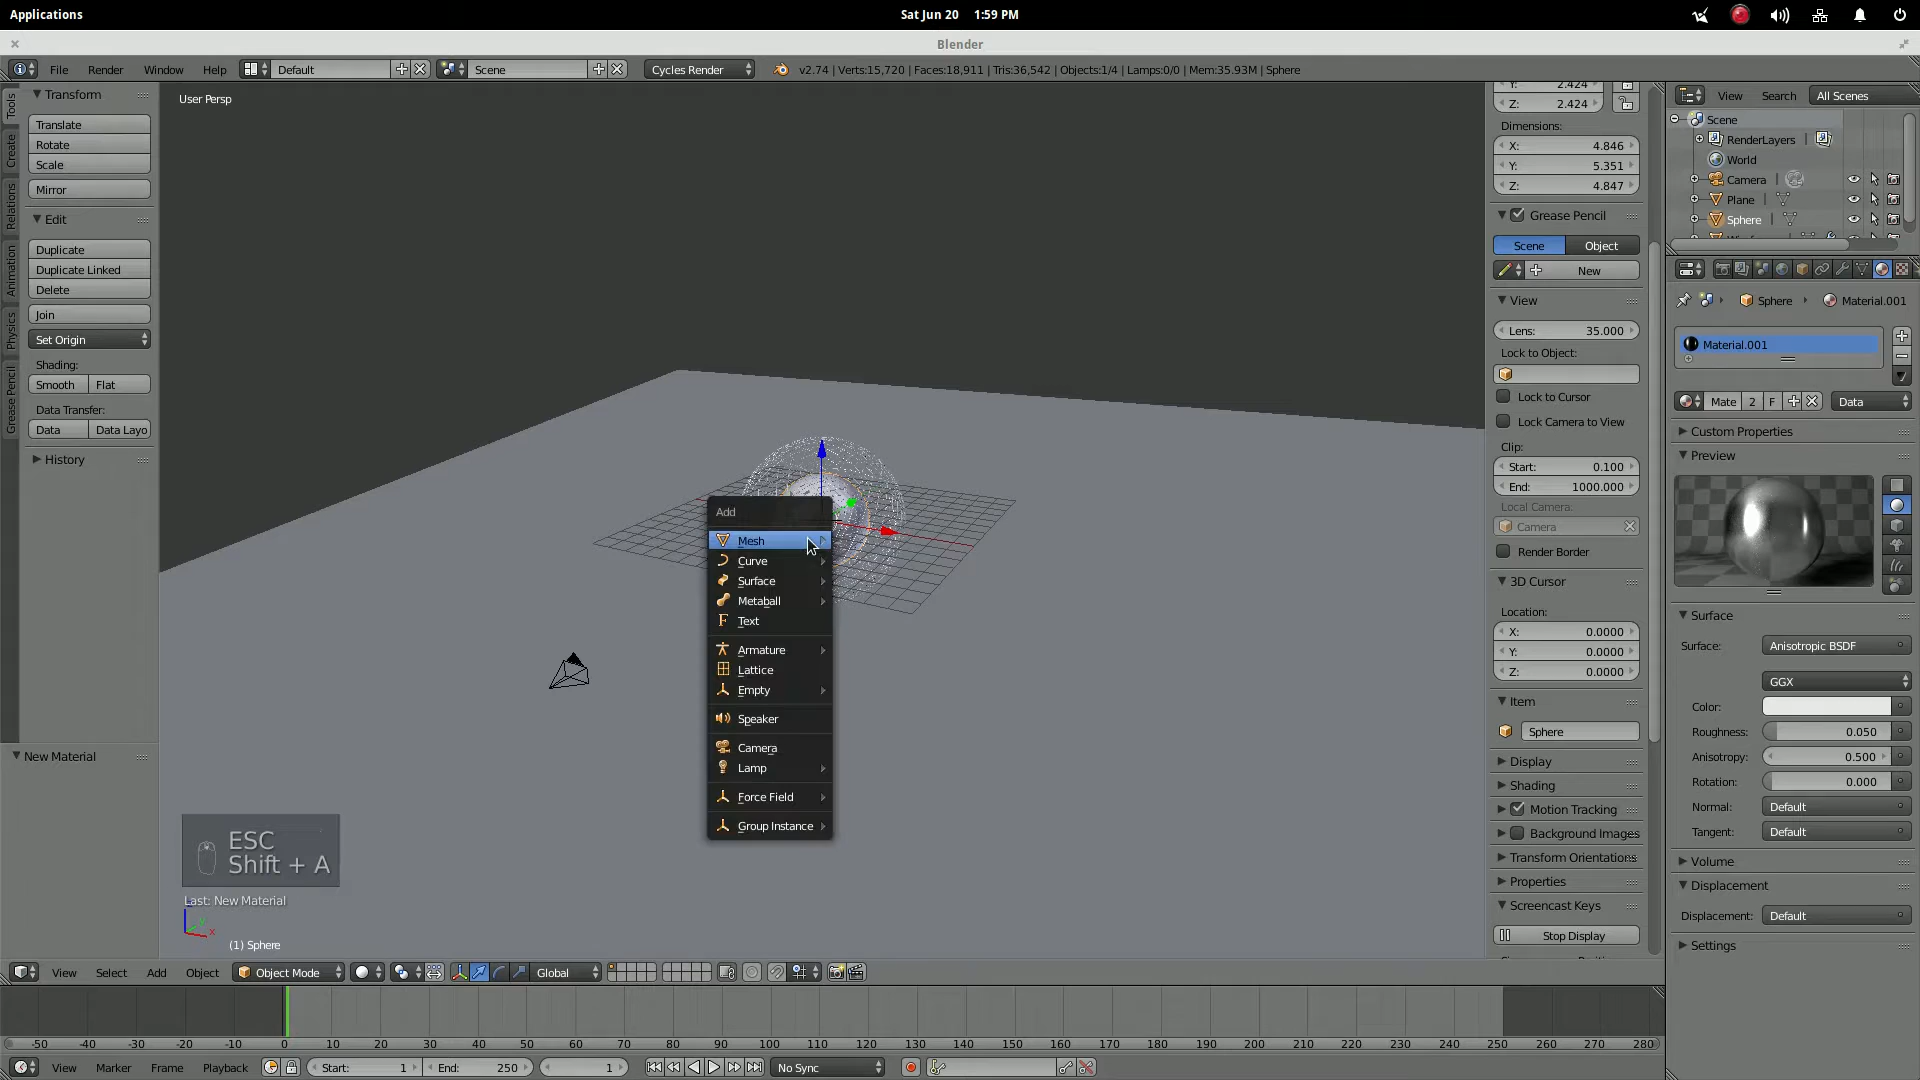 Applications
Sat Jun 20 1:59 PM
Blender
File Render Window Help
Default
Scene
Cycles Render
v2.74 | Verts:15,720 | Faces:18,911 | Tris:36,542 | Objects:1/4 | Lamps:0/0 | Mem:35.93M | Sphere
Tools
Create
Relations
Animation
Physics
Grease Pencil
Transform
Translate
Rotate
Scale
Mirror
Edit
Duplicate
Duplicate Linked
Delete
Join
Set Origin
Shading:
Smooth Flat
Data Transfer:
Data Data Layo
History
New Material
User Persp
Add
Mesh
Curve
Surface
Metaball
Text
Armature
Lattice
Empty
Speaker
Camera
Lamp
Force Field
Group Instance
ESC
Shift + A
Last: New Material
(1) Sphere
Y: 2.424
Z: 2.424
Dimensions:
X: 4.846
Y: 5.351
Z: 4.847
Grease Pencil
Scene Object
New
View
Lens: 35.000
Lock to Object:
Lock to Cursor
Lock Camera to View
Clip:
Start: 0.100
End: 1000.000
Local Camera:
Camera
Render Border
3D Cursor
Location:
X: 0.0000
Y: 0.0000
Z: 0.0000
Item
Sphere
Display
Shading
Motion Tracking
Background Images
Transform Orientations
Properties
Screencast Keys
Stop Display
View Search All Scenes
Scene
RenderLayers
World
Camera
Plane
Sphere
Sphere Material.001
Material.001
Mate 2 F Data
Custom Properties
Preview
Surface
Surface: Anisotropic BSDF
GGX
Color:
Roughness: 0.050
Anisotropy: 0.500
Rotation: 0.000
Normal: Default
Tangent: Default
Volume
Displacement
Displacement: Default
Settings
View Select Add Object Object Mode Global
-50 -40 -30 -20 -10 0 10 20 30 40 50 60 70 80 90 100 110 120 130 140 150 160 170 180 190 200 210 220 230 240 250 260 270 280
View Marker Frame Playback Start: 1 End: 250 1 No Sync